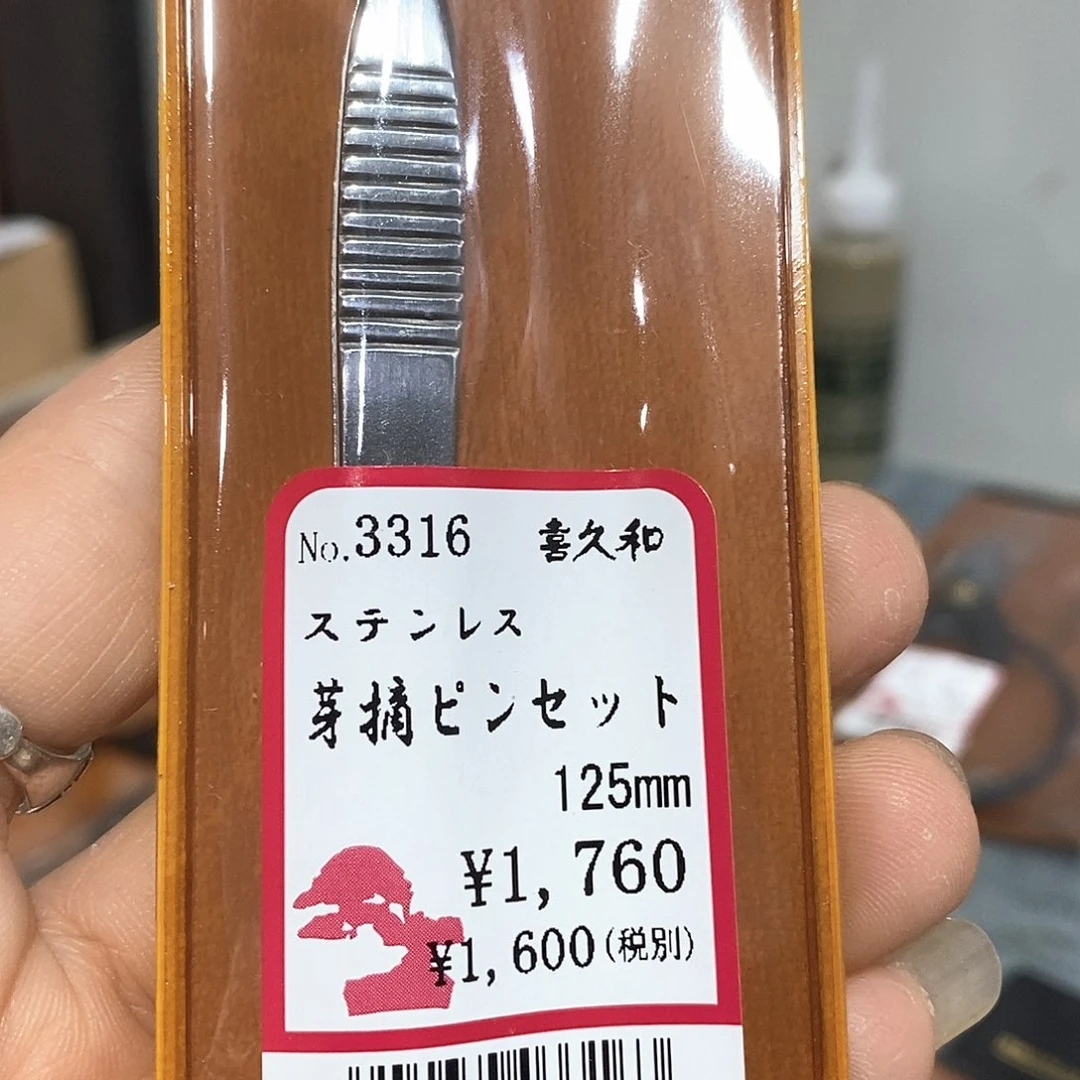 No.3316 喜久和
ステンレス
芽摘ピンセット
125mm
¥1,760
¥1,600(税別)